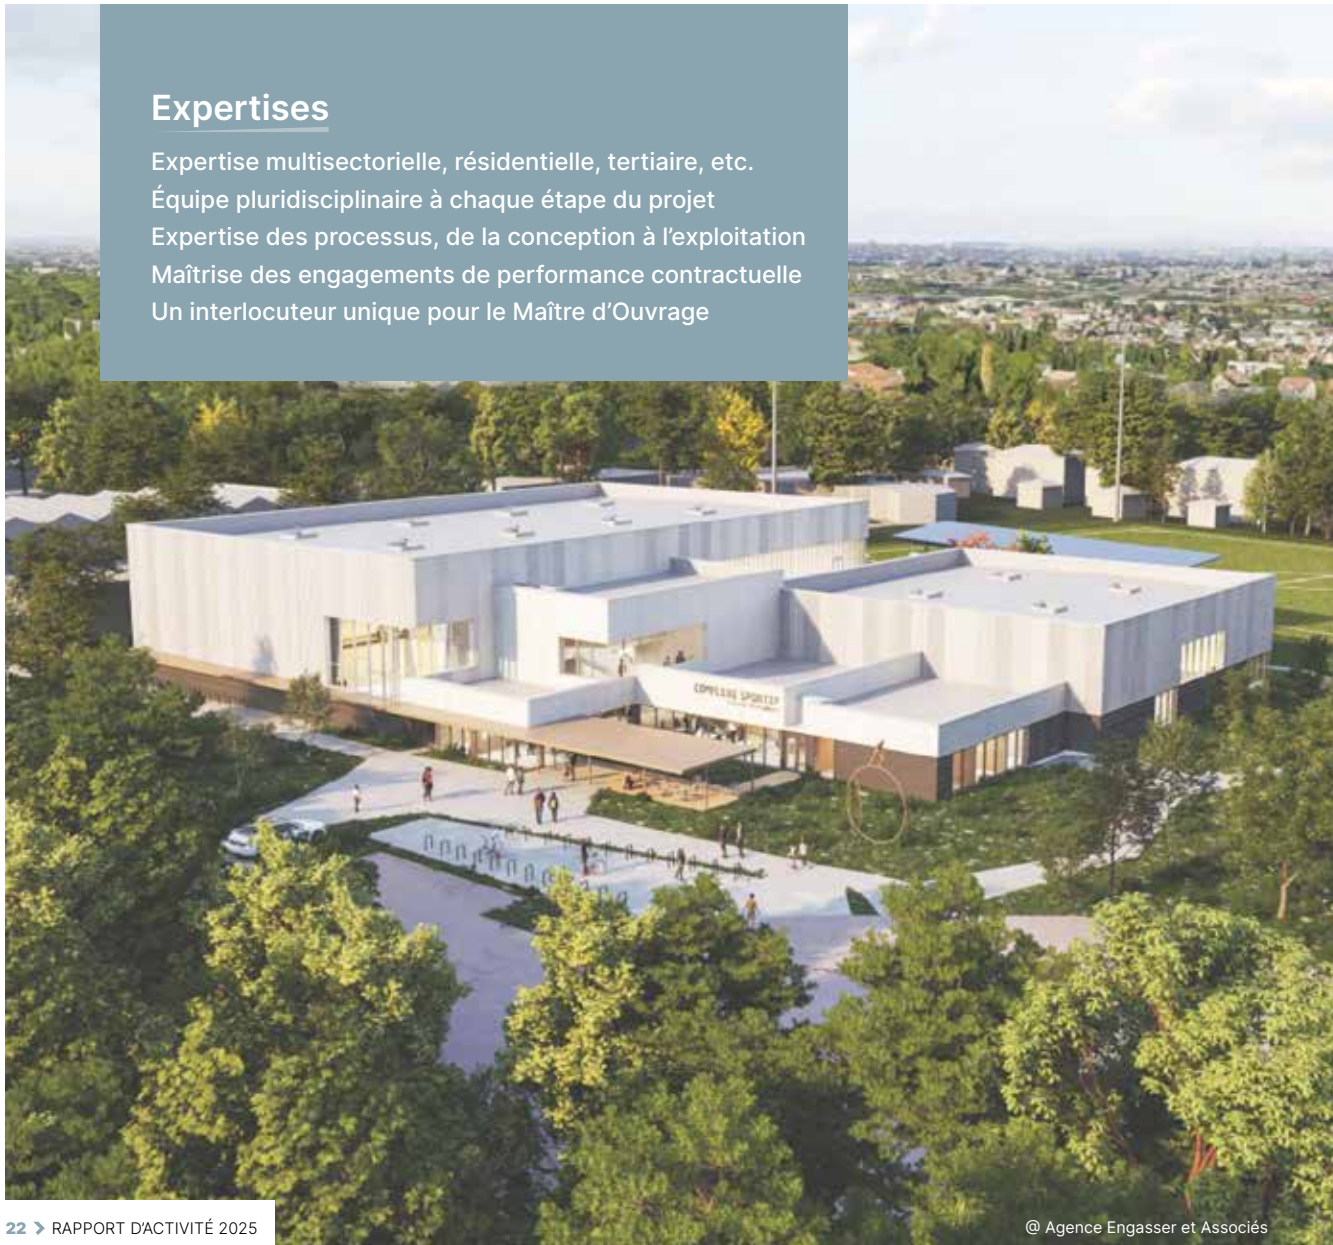 Expertises
Expertise multisectorielle, résidentielle, tertiaire, etc.
Équipe pluridisciplinaire à chaque étape du projet
Expertise des processus, de la conception à l’exploitation
Maîtrise des engagements de performance contractuelle
Un interlocuteur unique pour le Maître d’Ouvrage
COMPLEXE SPORTIF
22 > RAPPORT D’ACTIVITÉ 2025
@ Agence Engasser et Associés